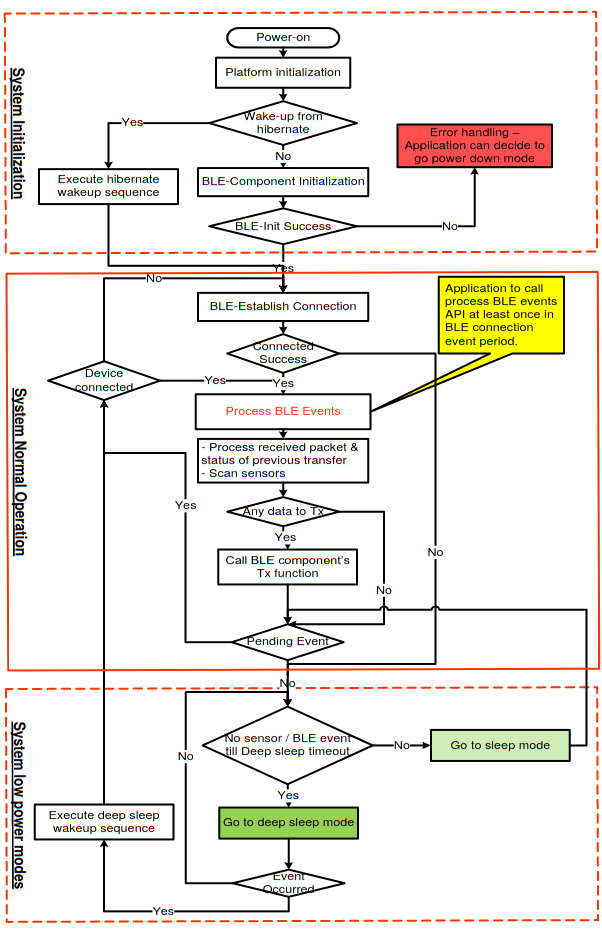 System Initialization
Power-on
Platform initialization
Wake-up from
hibernate
Yes
No
Execute hibernate
wakeup sequence
BLE-Component Initialization
Error handling –
Application can decide to
go power down mode
BLE-Init Success
No
Yes
System Normal Operation
No
BLE-Establish Connection
Application to call
process BLE events
API at least once in
BLE connection
event period.
Connected
Success
Device
connected
Yes
Yes
Process BLE Events
- Process received packet &
status of previous transfer
- Scan sensors
Yes
Any data to Tx
Yes
No
Call BLE component's
Tx function
No
Pending Event
No
System low power modes
No sensor / BLE event
till Deep sleep timeout
No
Go to sleep mode
No
Yes
Execute deep sleep
wakeup sequence
Go to deep sleep mode
Event
Occurred
Yes